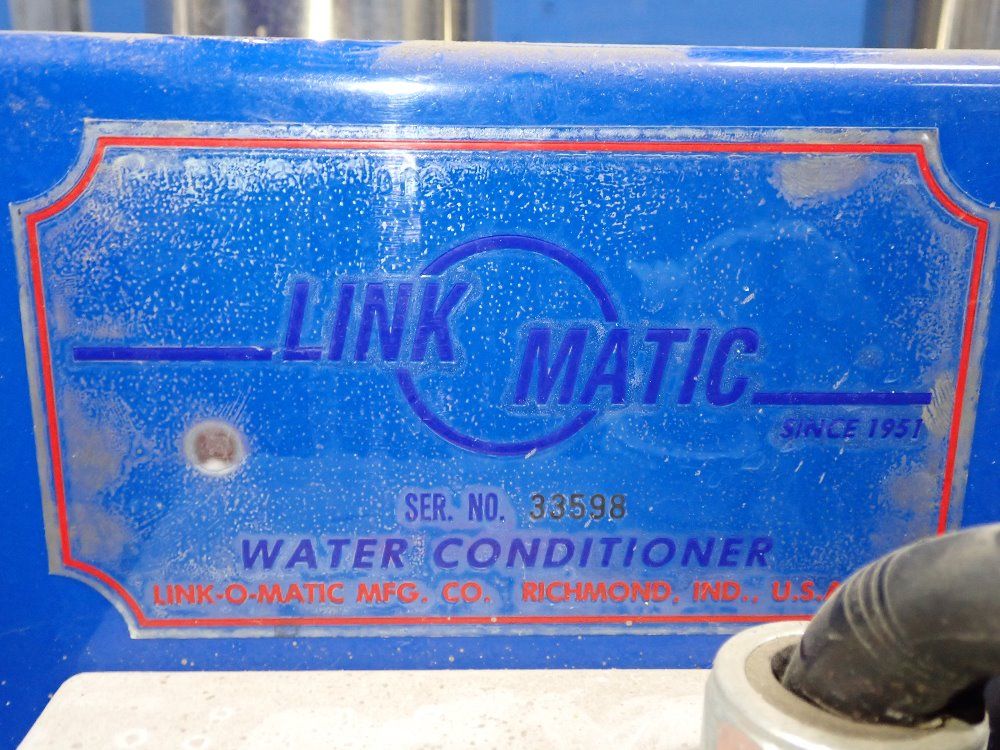 LINK
MATIC
SINCE 1951
SER. NO. 33598
WATER CONDITIONER
LINK-O-MATIC MFG. CO. RICHMOND, IND., U.S.A